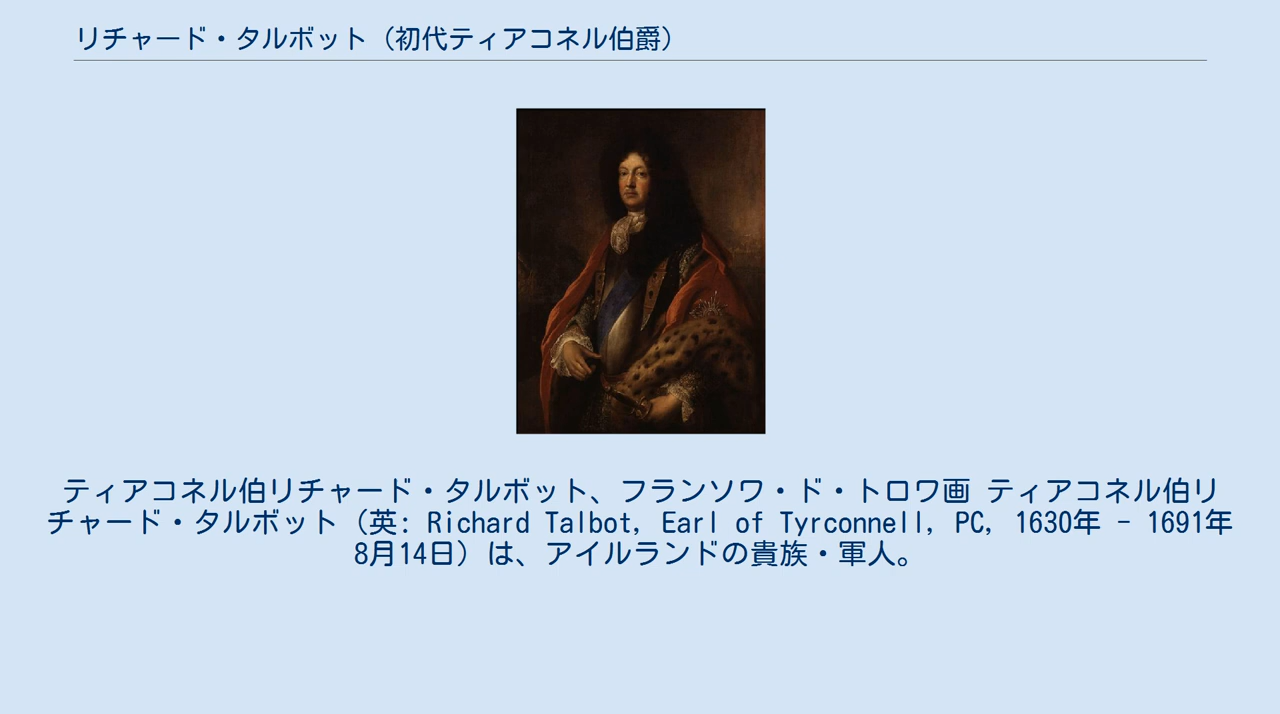 リチャード・タルボット（初代ティアコネル伯爵）
ティアコネル伯リチャード・タルボット、フランソワ・ド・トロワ画 ティアコネル伯リ
チャード・タルボット（英: Richard Talbot, Earl of Tyrconnell, PC, 1630年 - 1691年
8月14日）は、アイルランドの貴族・軍人。